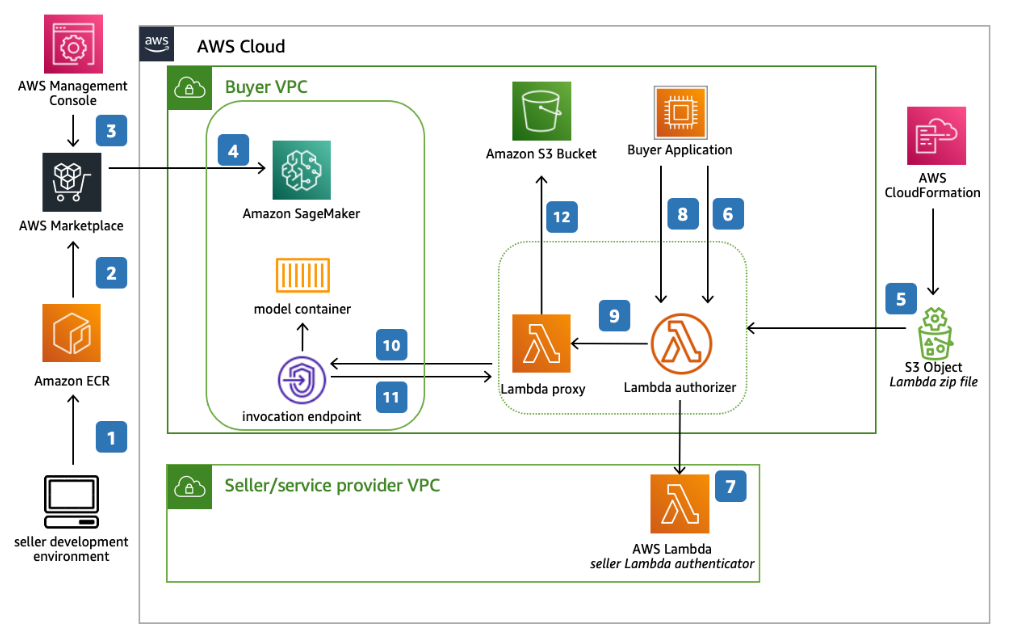 aws
AWS Cloud
AWS Management
Console
3
AWS Marketplace
2
Amazon ECR
1
seller development
environment
Buyer VPC
4
Amazon SageMaker
model container
invocation endpoint
10
11
Amazon S3 Bucket
12
Buyer Application
8
6
9
Lambda proxy
Lambda authorizer
AWS
CloudFormation
5
S3 Object
Lambda zip file
Seller/service provider VPC
7
AWS Lambda
seller Lambda authenticator